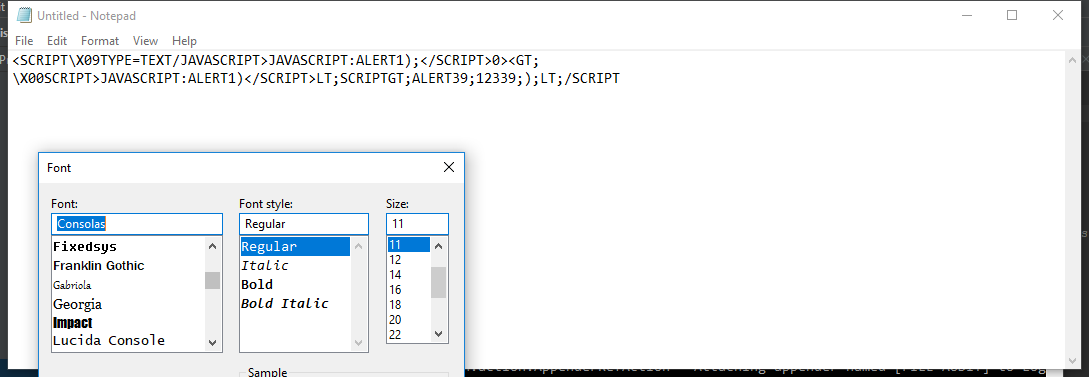 Untitled - Notepad
File Edit Format View Help
<SCRIPT\X09TYPE=TEXT/JAVASCRIPT>JAVASCRIPT:ALERT1);</SCRIPT>0><GT;
\X00SCRIPT>JAVASCRIPT:ALERT1)</SCRIPT>LT;SCRIPTGT;ALERT39;12339;);LT;/SCRIPT
Font
Font: Font style: Size:
Consolas Regular 11
Fixedsys Regular 11
Franklin Gothic Italic 12
Gabriola Bold 14
Georgia Bold Italic 16
Impact 18
Lucida Console 20
22
Sample